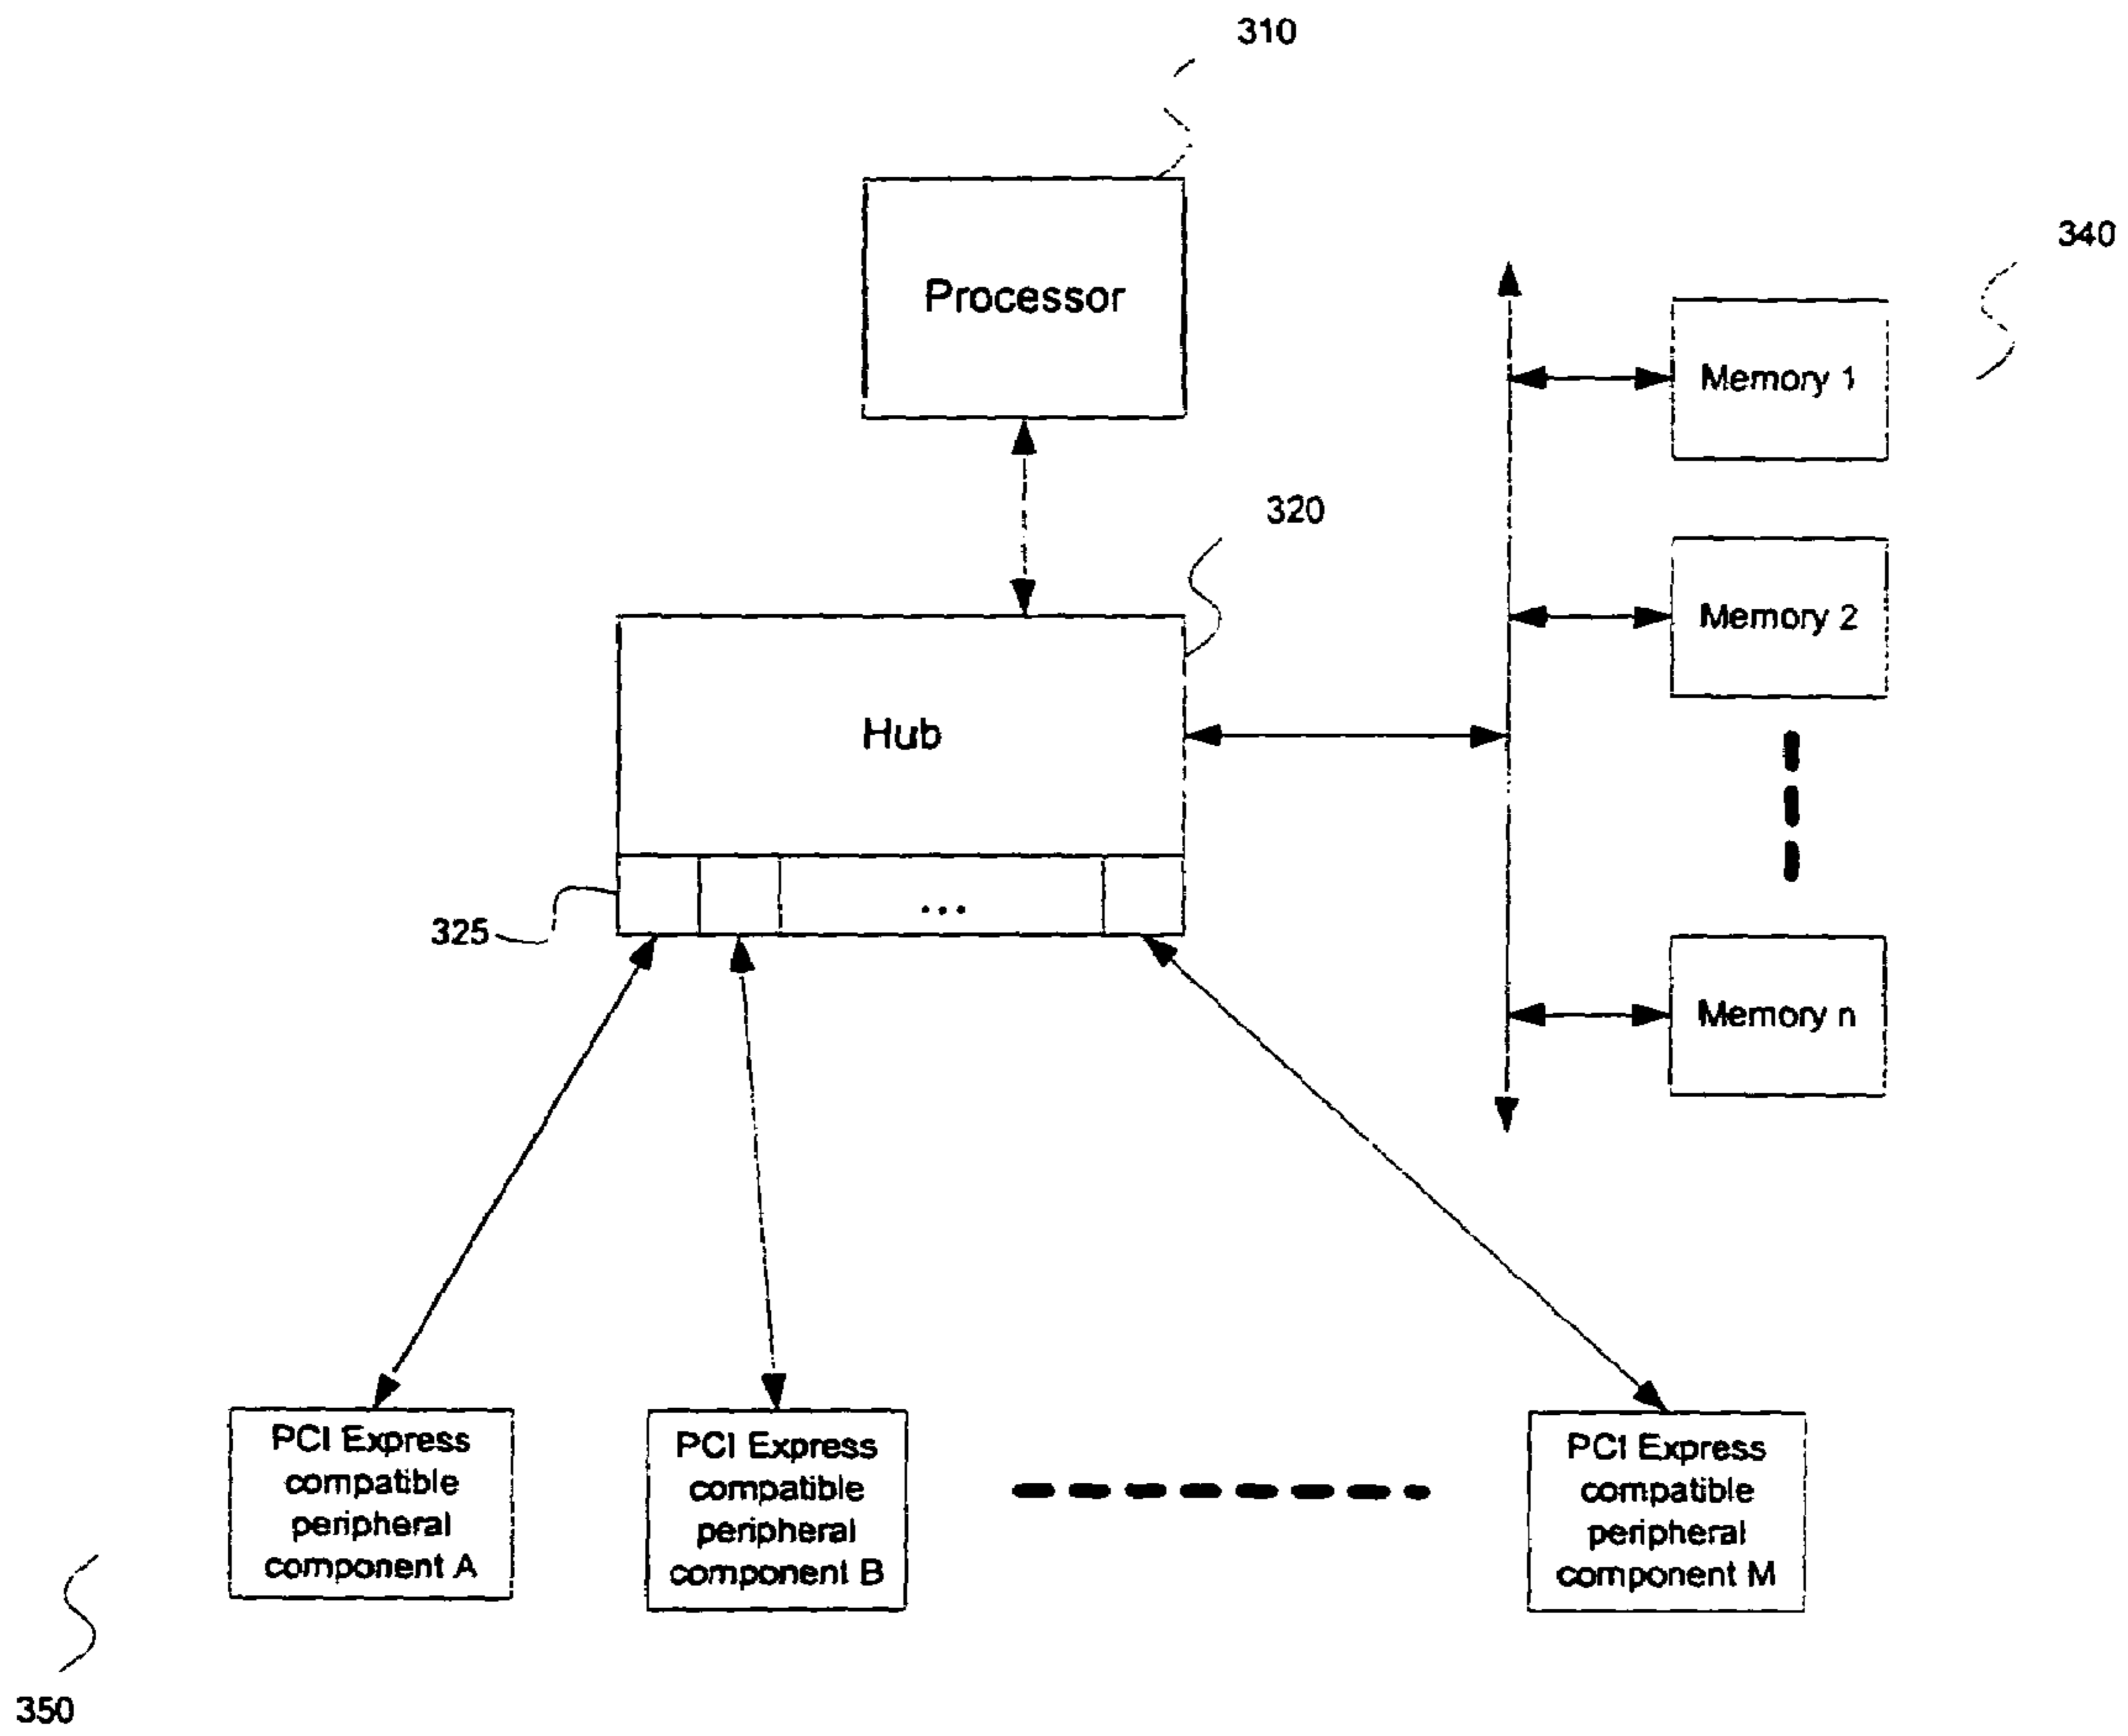 310
340
Processor
Memory 1
320
Memory 2
Hub
...
325
Memory n
PCI Express
compatible
peripheral
component A
PCI Express
compatible
peripheral
component B
PCI Express
compatible
peripheral
component M
350